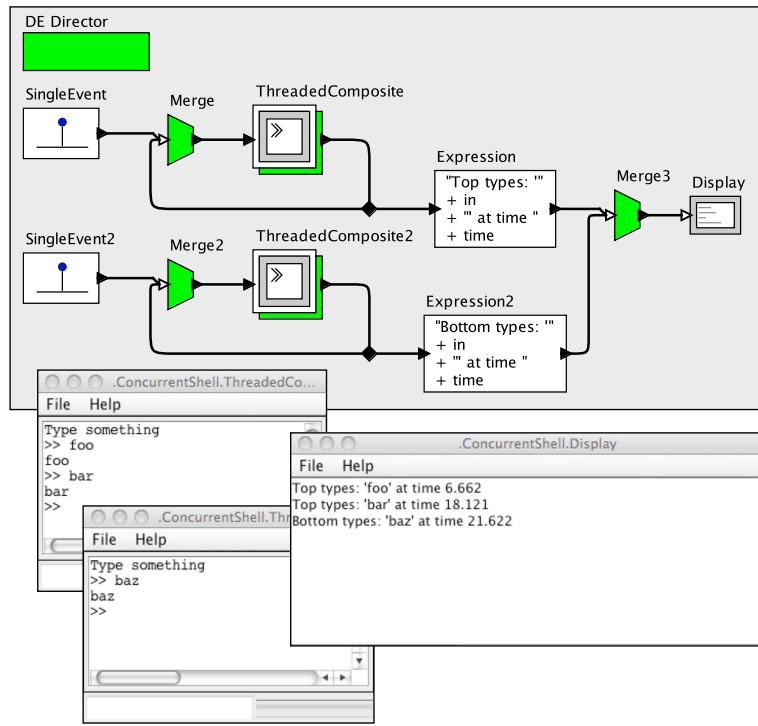 DE Director
SingleEvent
Merge
ThreadedComposite
Expression
"Top types: '"
+ in
+ "' at time "
+ time
Merge3
Display
SingleEvent2
Merge2
ThreadedComposite2
Expression2
"Bottom types: '"
+ in
+ "' at time "
+ time
.ConcurrentShell.ThreadedCo...
File Help
Type something
>> foo
foo
>> bar
bar
>>
.ConcurrentShell.Thr
File Help
Type something
>> baz
baz
>>
.ConcurrentShell.Display
File Help
Top types: 'foo' at time 6.662
Top types: 'bar' at time 18.121
Bottom types: 'baz' at time 21.622